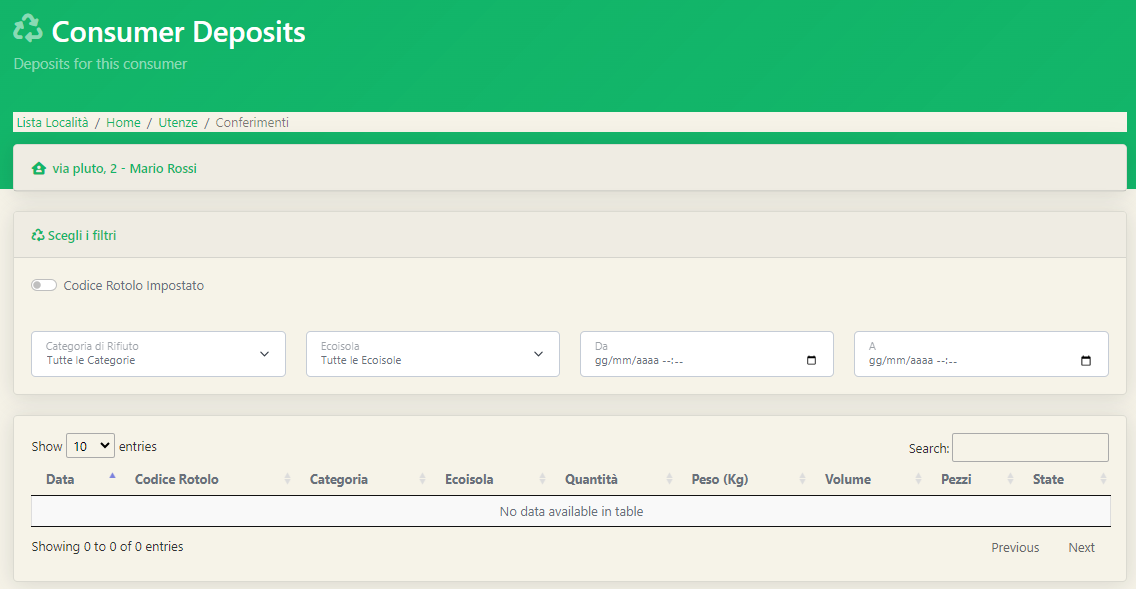 Consumer Deposits
Deposits for this consumer
Lista Località / Home / Utenze / Conferimenti
via pluto, 2 - Mario Rossi
Scegli i filtri
Codice Rotolo Impostato
Categoria di Rifiuto Ecoisola Da A
Tutte le Categorie Tutte le Ecoisole gg/mm/aaaa --:-- gg/mm/aaaa --:--
Show 10 entries Search:
Data Codice Rotolo Categoria Ecoisola Quantità Peso (Kg) Volume Pezzi State
No data available in table
Showing 0 to 0 of 0 entries Previous Next